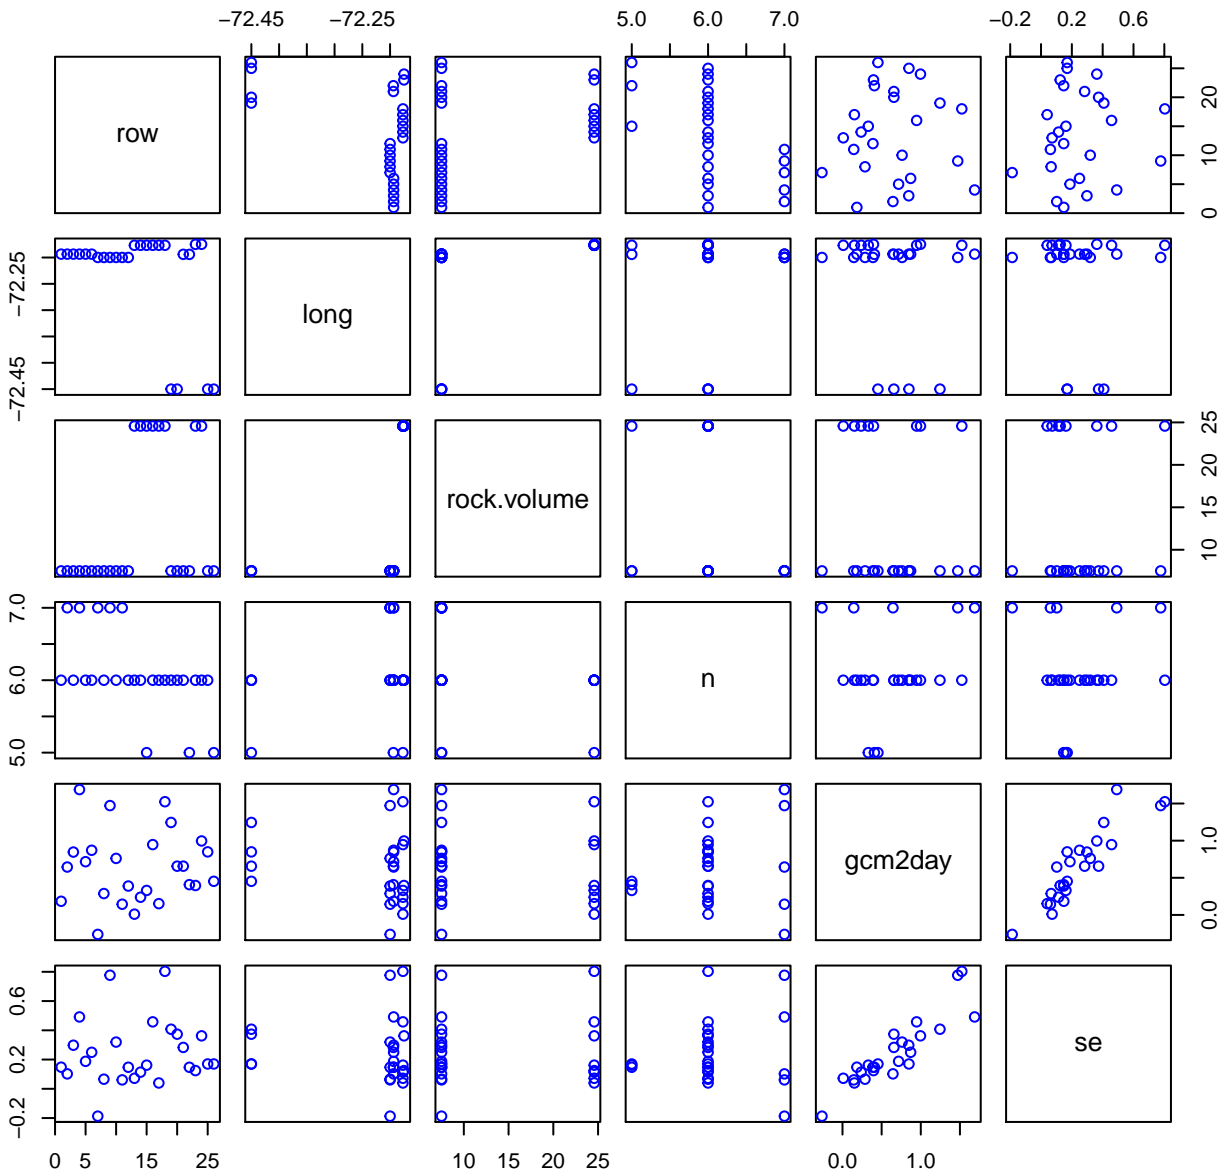 −72.45 −72.25 5.0 6.0 7.0 −0.2 0.2 0.6
row 0 10 20
−72.45 −72.25 long
rock.volume 10 15 20 25
5.0 6.0 7.0 n
gcm2day 0.0 1.0
−0.2 0.2 0.6 se
0 5 15 25 10 15 20 25 0.0 1.0